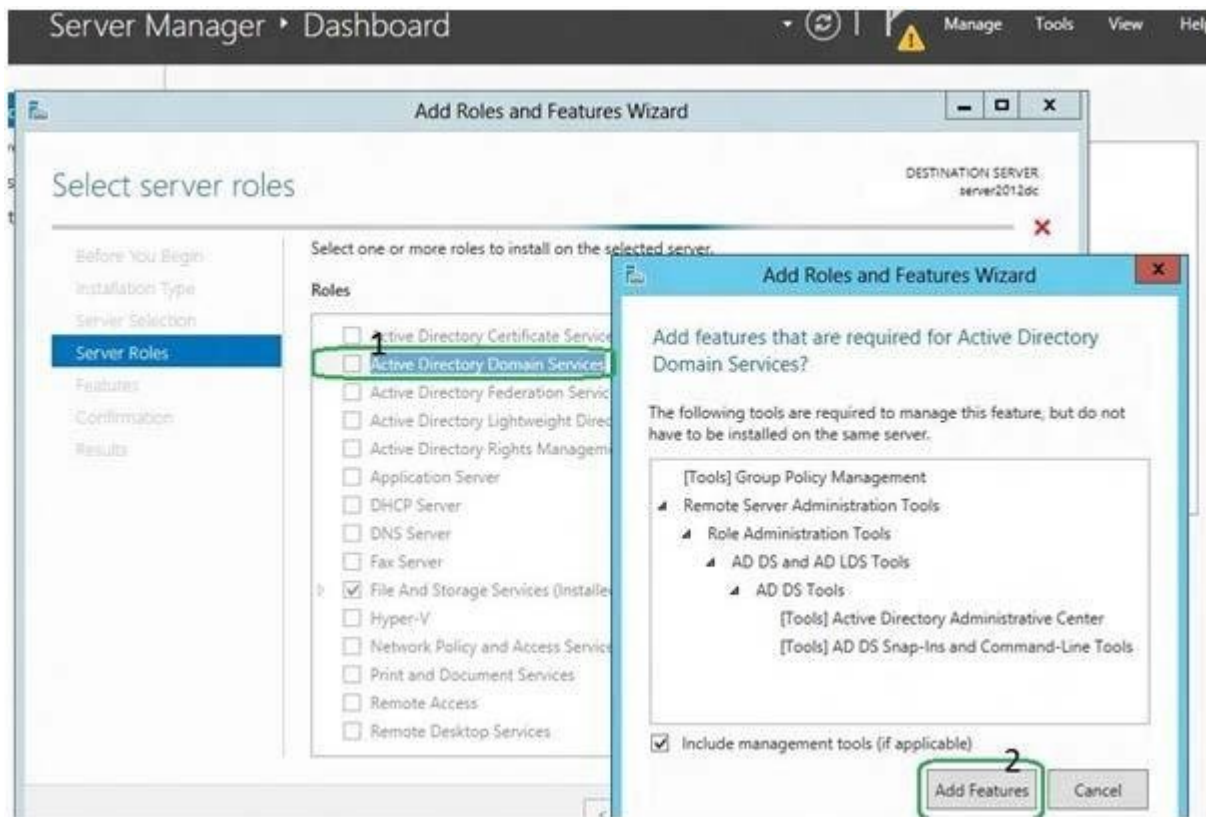 Server Manager ‣ Dashboard
Manage Tools View Help
Add Roles and Features Wizard
Select server roles
DESTINATION SERVER
server2012dc
Before You Begin
Installation Type
Server Selection
Server Roles
Features
Confirmation
Results
Select one or more roles to install on the selected server.
Roles
1
Active Directory Certificate Service
Active Directory Domain Services
Active Directory Federation Servic
Active Directory Lightweight Direc
Active Directory Rights Managem
Application Server
DHCP Server
DNS Server
Fax Server
File And Storage Services (Installe
Hyper-V
Network Policy and Access Service
Print and Document Services
Remote Access
Remote Desktop Services
Add Roles and Features Wizard
Add features that are required for Active Directory
Domain Services?
The following tools are required to manage this feature, but do not
have to be installed on the same server.
[Tools] Group Policy Management
Remote Server Administration Tools
Role Administration Tools
AD DS and AD LDS Tools
AD DS Tools
[Tools] Active Directory Administrative Center
[Tools] AD DS Snap-Ins and Command-Line Tools
Include management tools (if applicable)
2
Add Features Cancel